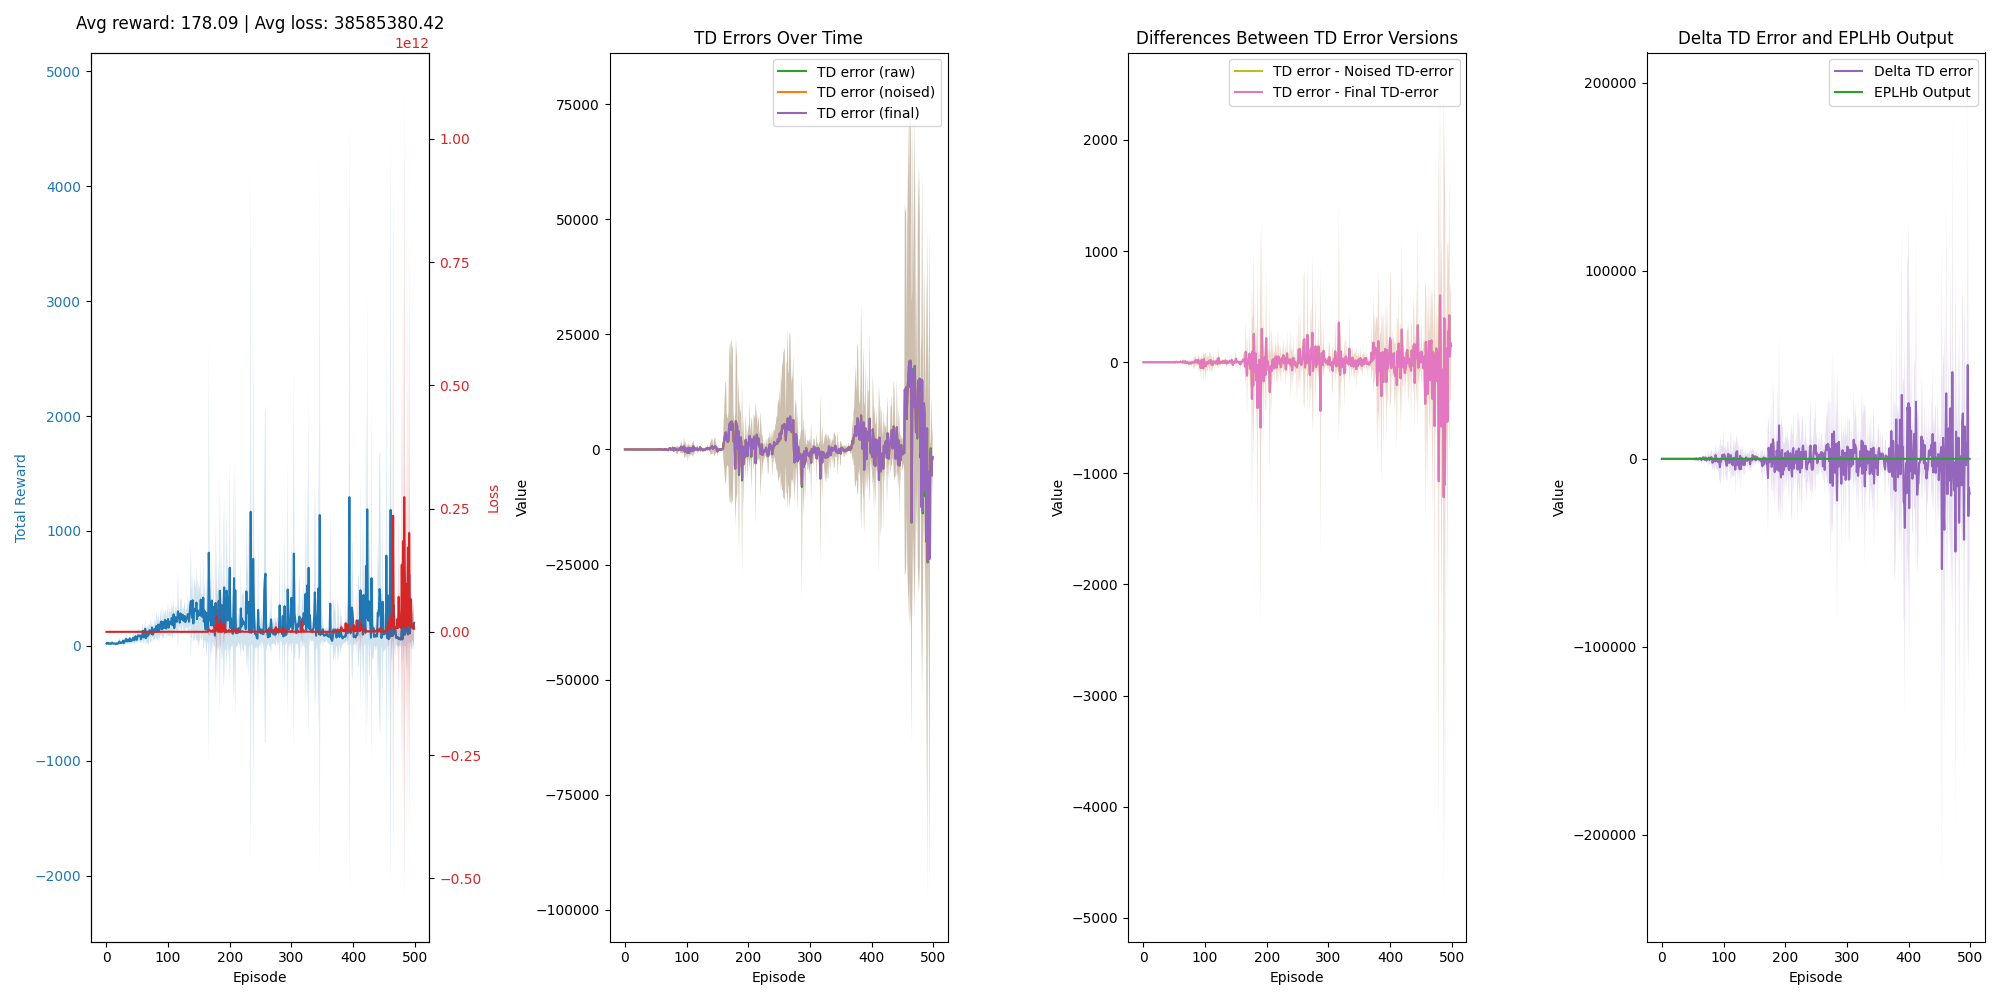 Avg reward: 178.09 | Avg loss: 38585380.42
1e12
5000
4000
3000
2000
1000
0
−1000
−2000
Total Reward
1.00
0.75
0.50
0.25
0.00
−0.25
−0.50
Loss
0 100 200 300 400 500
Episode
TD Errors Over Time
TD error (raw)
TD error (noised)
TD error (final)
75000
50000
25000
0
−25000
−50000
−75000
−100000
Value
0 100 200 300 400 500
Episode
Differences Between TD Error Versions
TD error - Noised TD-error
TD error - Final TD-error
2000
1000
0
−1000
−2000
−3000
−4000
−5000
Value
0 100 200 300 400 500
Episode
Delta TD Error and EPLHb Output
Delta TD error
EPLHb Output
200000
100000
0
−100000
−200000
Value
0 100 200 300 400 500
Episode